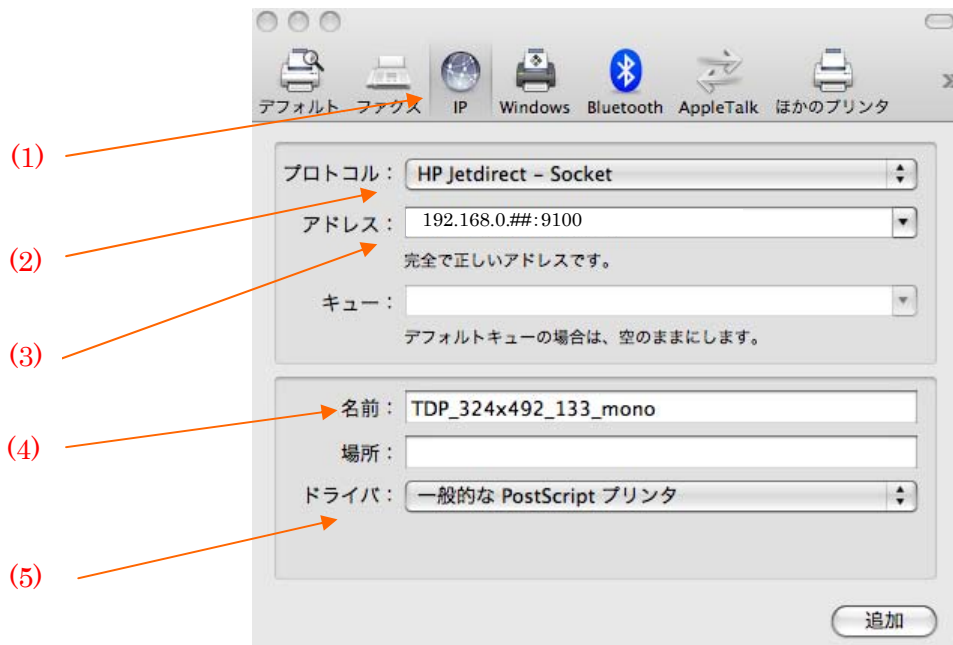 デフォルト ファクス IP Windows Bluetooth AppleTalk ほかのプリンタ »
(1)
プロトコル： HP Jetdirect – Socket
(2)
アドレス： 192.168.0.##:9100
完全で正しいアドレスです。
キュー：
デフォルトキューの場合は、空のままにします。
(3)
名前： TDP_324x492_133_mono
(4)
場所：
ドライバ： 一般的な PostScript プリンタ
(5)
追加